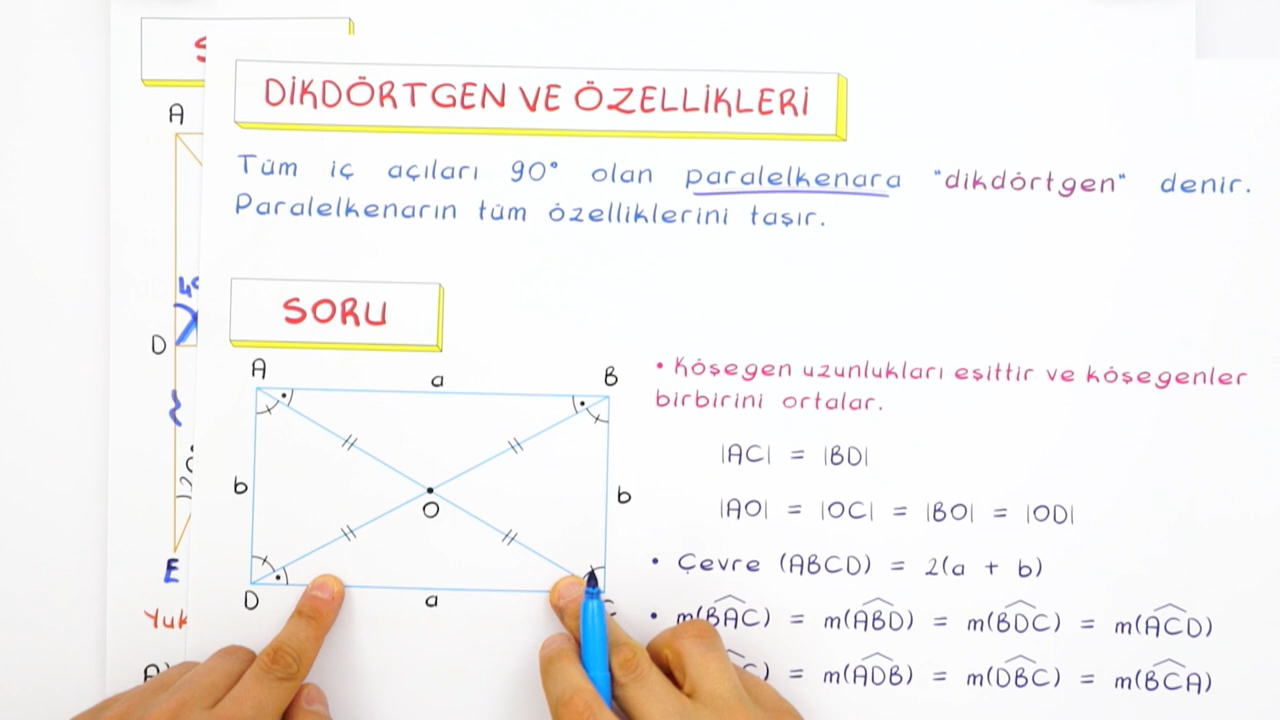 DİKDÖRTGEN VE ÖZELLİKLERİ
Tüm iç açıları 90° olan paralelkenara "dikdörtgen" denir.
Paralelkenarın tüm özelliklerini taşır.
SORU
A
a
B
b
O
b
D
a
• Köşegen uzunlukları eşittir ve köşegenler
birbirini ortalar.
|AC| = |BD|
|AO| = |OC| = |BO| = |OD|
• Çevre (ABCD) = 2(a + b)
• m(BAC) = m(ABD) = m(BDC) = m(ACD)
= m(ADB) = m(DBC) = m(BCA)
A
D
E
Yuk